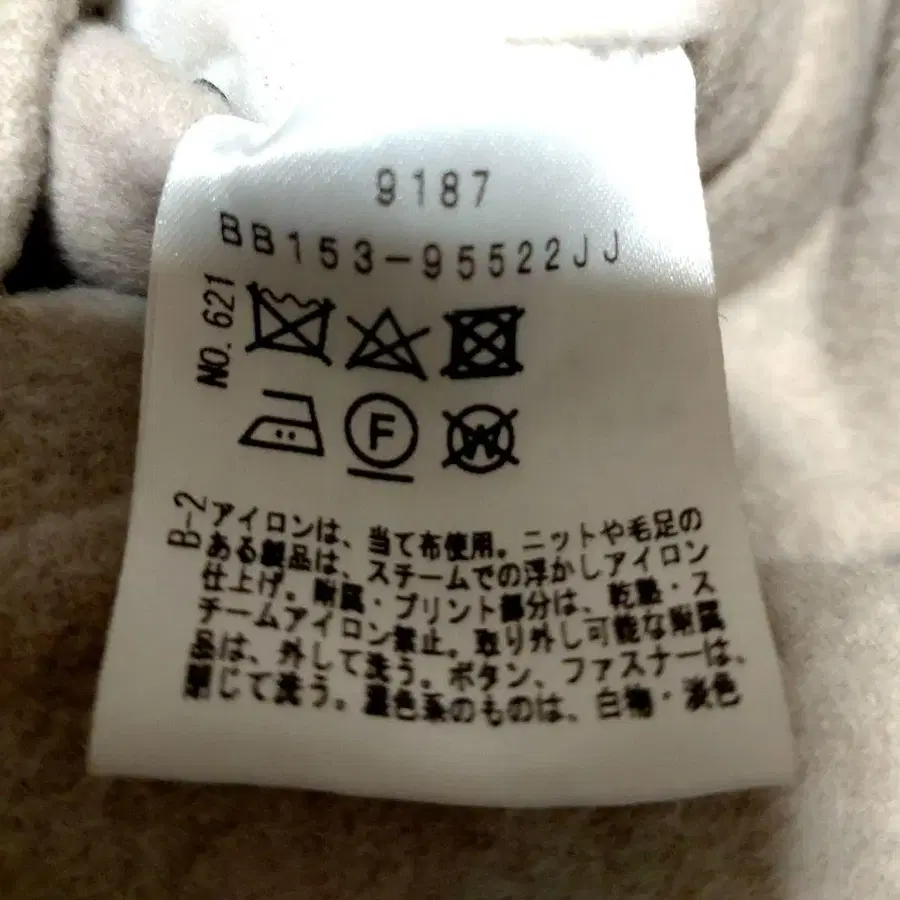 9187
BB153-95522JJ
NO.621
F
W
B-2
アイロンは、当て布使用。ニットや毛足の
ある製品は、スチームでの浮かしアイロン
仕上げ。附属・プリント部分は、乾熱・ス
チームアイロン禁止。取り外し可能な附属
品は、外して洗う。ボタン、ファスナーは、
閉じて洗う。濃色系のものは、白物・淡色